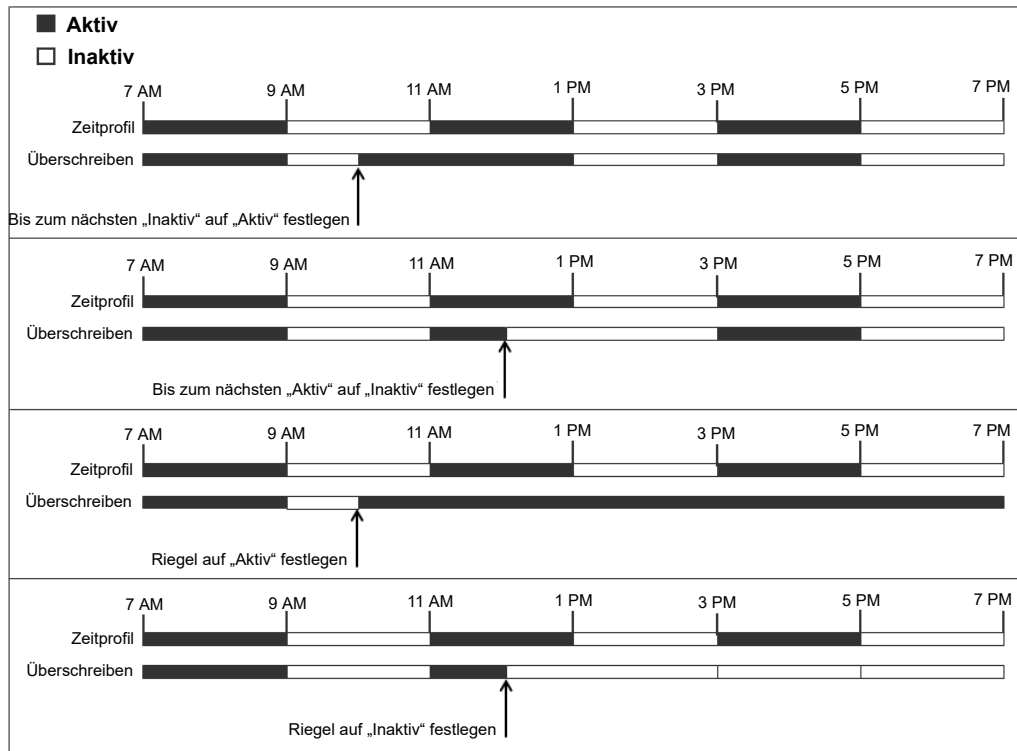 Aktiv
Inaktiv
7 AM 9 AM 11 AM 1 PM 3 PM 5 PM 7 PM
Zeitprofil
Überschreiben
Bis zum nächsten „Inaktiv“ auf „Aktiv“ festlegen
7 AM 9 AM 11 AM 1 PM 3 PM 5 PM 7 PM
Zeitprofil
Überschreiben
Bis zum nächsten „Aktiv“ auf „Inaktiv“ festlegen
7 AM 9 AM 11 AM 1 PM 3 PM 5 PM 7 PM
Zeitprofil
Überschreiben
Riegel auf „Aktiv“ festlegen
7 AM 9 AM 11 AM 1 PM 3 PM 5 PM 7 PM
Zeitprofil
Überschreiben
Riegel auf „Inaktiv“ festlegen